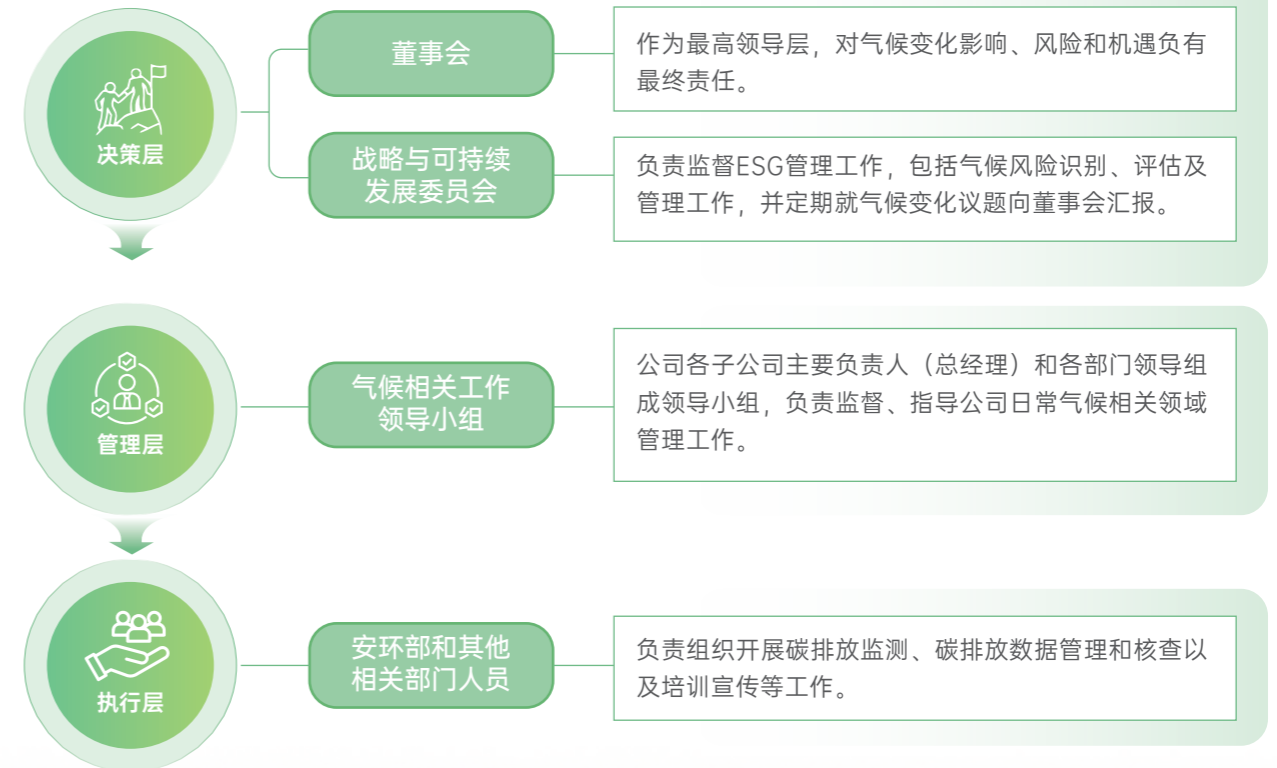 决策层
董事会
作为最高领导层，对气候变化影响、风险和机遇负有
最终责任。
战略与可持续
发展委员会
负责监督ESG管理工作，包括气候风险识别、评估及
管理工作，并定期就气候变化议题向董事会汇报。
管理层
气候相关工作
领导小组
公司各子公司主要负责人（总经理）和各部门领导组
成领导小组，负责监督、指导公司日常气候相关领域
管理工作。
执行层
安环部和其他
相关部门人员
负责组织开展碳排放监测、碳排放数据管理和核查以
及培训宣传等工作。